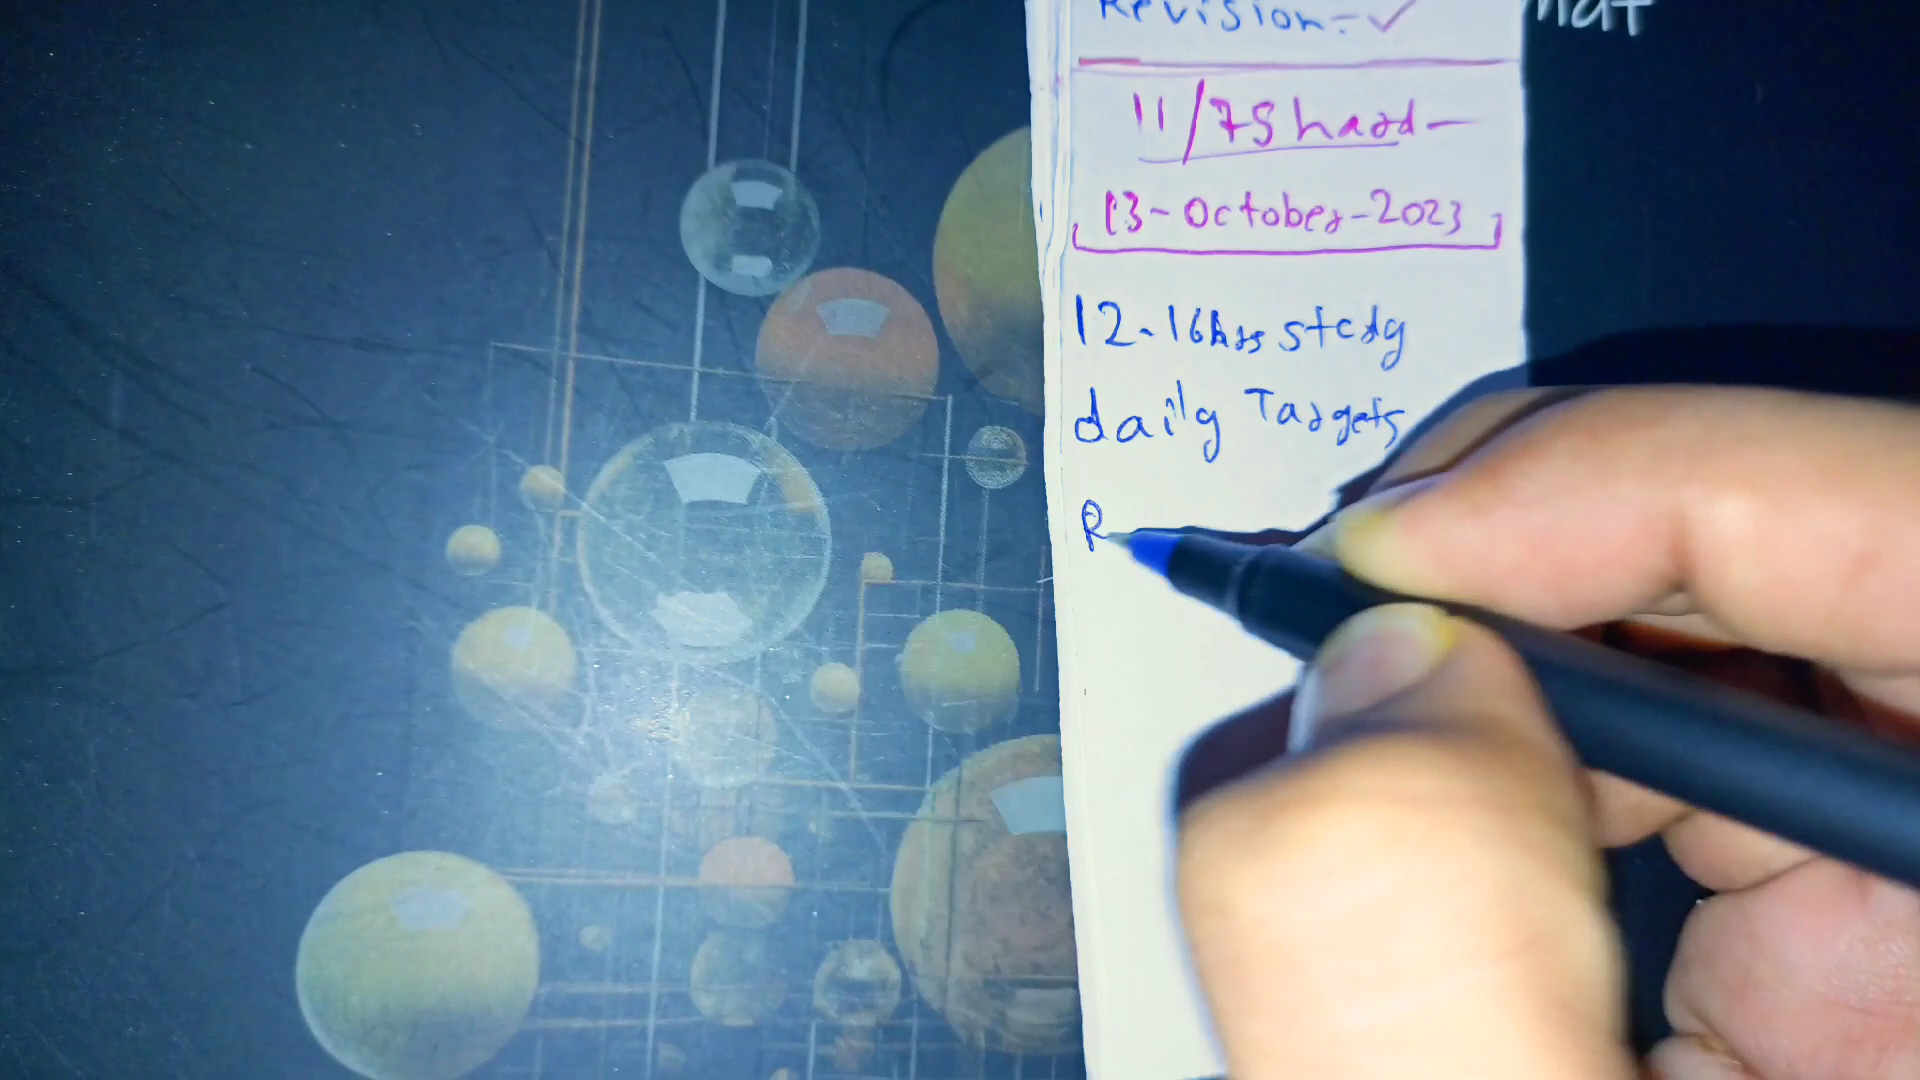 Revision:- ✓
11/75 hard-
13-October-2023
12-16hrs study
daily Targets
R